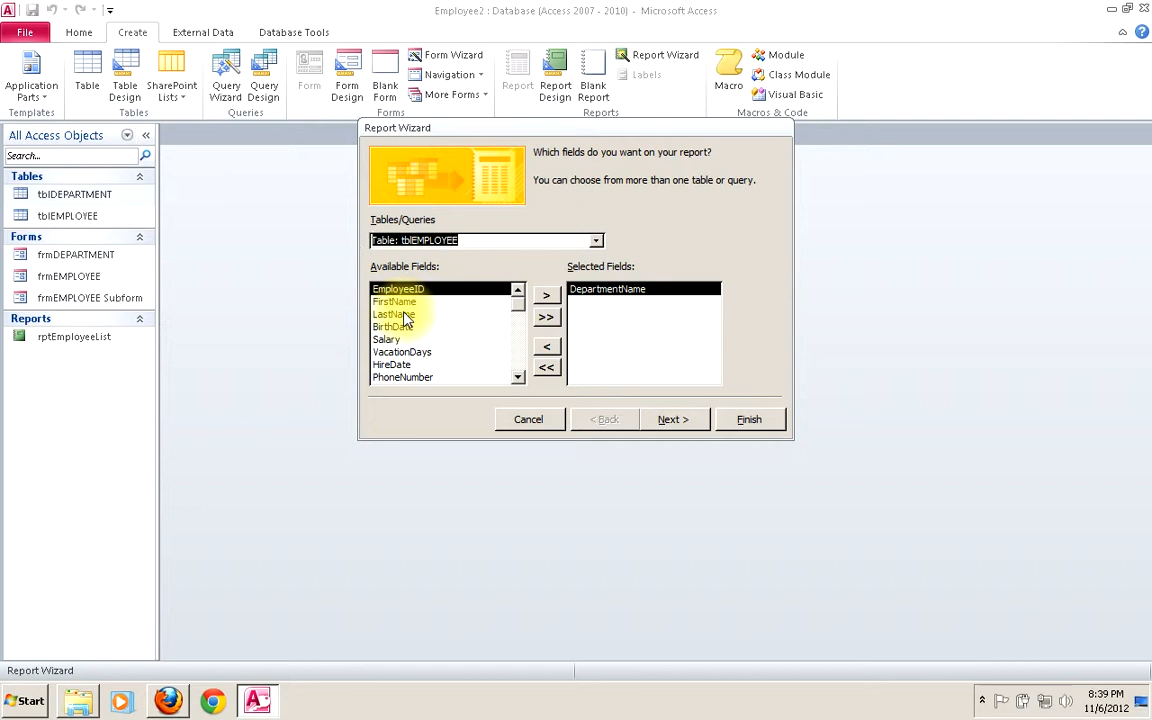 Employee2 : Database (Access 2007 - 2010) - Microsoft Access
File Home Create External Data Database Tools
Application Parts
Table
Table Design
SharePoint Lists
Query Wizard
Query Design
Form
Form Design
Blank Form
Form Wizard
Navigation
More Forms
Report
Report Design
Blank Report
Report Wizard
Labels
Macro
Module
Class Module
Visual Basic
Templates Tables Queries Forms Reports Macros & Code
All Access Objects
Search...
Tables
tblDEPARTMENT
tblEMPLOYEE
Forms
frmDEPARTMENT
frmEMPLOYEE
frmEMPLOYEE Subform
Reports
rptEmployeeList
Report Wizard
Which fields do you want on your report?
You can choose from more than one table or query.
Tables/Queries
Table: tblEMPLOYEE
Available Fields: Selected Fields:
EmployeeID
FirstName
LastName
BirthDate
Salary
VacationDays
HireDate
PhoneNumber
>
>>
<
<<
DepartmentName
Cancel < Back Next > Finish
Report Wizard
Start
8:39 PM
11/6/2012